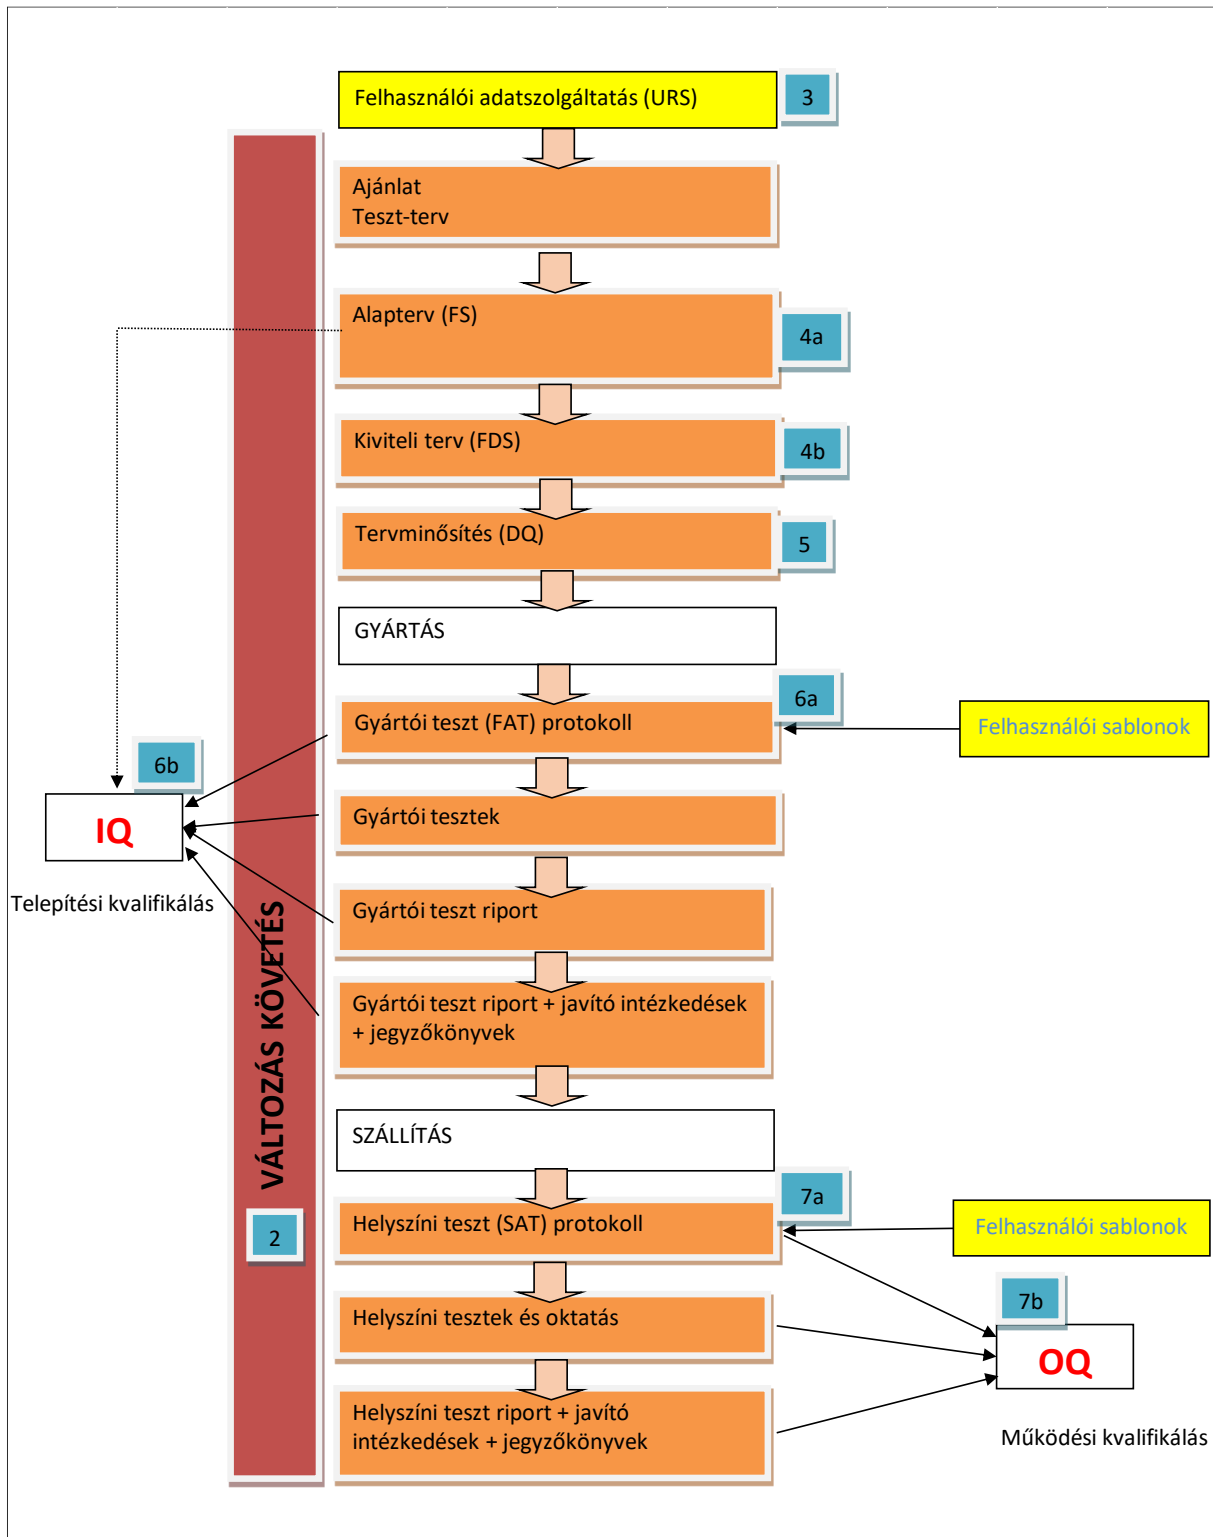 Felhasználói adatszolgáltatás (URS)
3
Ajánlat
Teszt-terv
Alapterv (FS)
4a
Kiviteli terv (FDS)
4b
Tervminősítés (DQ)
5
GYÁRTÁS
6a
Gyártói teszt (FAT) protokoll
Felhasználói sablonok
6b
IQ
Telepítési kvalifikálás
Gyártói tesztek
Gyártói teszt riport
VÁLTOZÁS KÖVETÉS
2
Gyártói teszt riport + javító intézkedések
+ jegyzőkönyvek
SZÁLLÍTÁS
7a
Helyszíni teszt (SAT) protokoll
Felhasználói sablonok
7b
OQ
Működési kvalifikálás
Helyszíni tesztek és oktatás
Helyszíni teszt riport + javító
intézkedések + jegyzőkönyvek